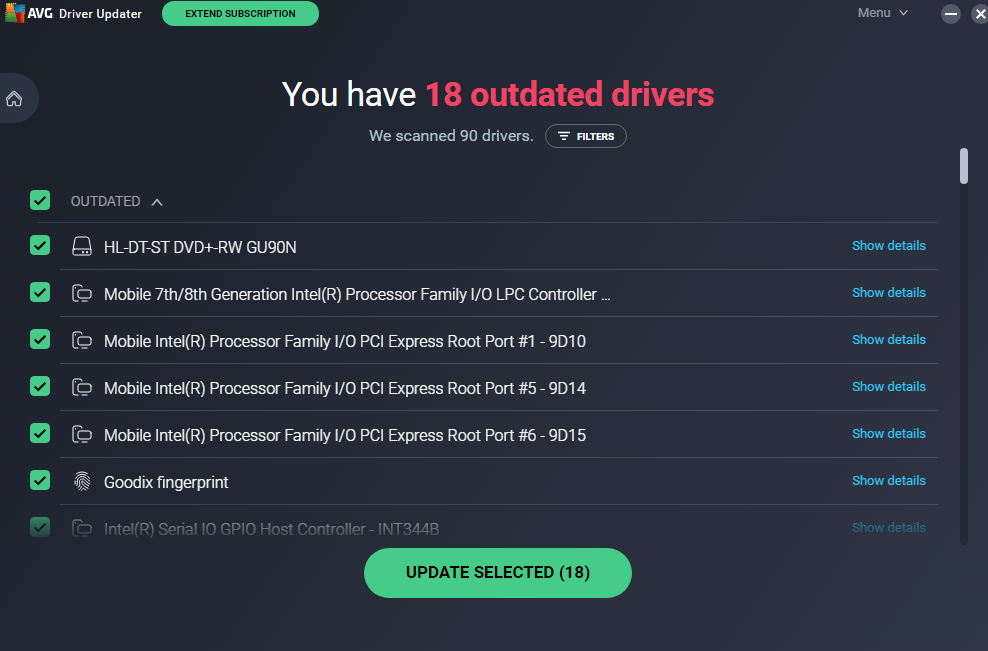 AVG Driver Updater
EXTEND SUBSCRIPTION
Menu
You have 18 outdated drivers
We scanned 90 drivers.
FILTERS
OUTDATED
HL-DT-ST DVD+-RW GU90N
Show details
Mobile 7th/8th Generation Intel(R) Processor Family I/O LPC Controller ...
Show details
Mobile Intel(R) Processor Family I/O PCI Express Root Port #1 - 9D10
Show details
Mobile Intel(R) Processor Family I/O PCI Express Root Port #5 - 9D14
Show details
Mobile Intel(R) Processor Family I/O PCI Express Root Port #6 - 9D15
Show details
Goodix fingerprint
Show details
Intel(R) Serial IO GPIO Host Controller - INT344B
Show details
UPDATE SELECTED (18)